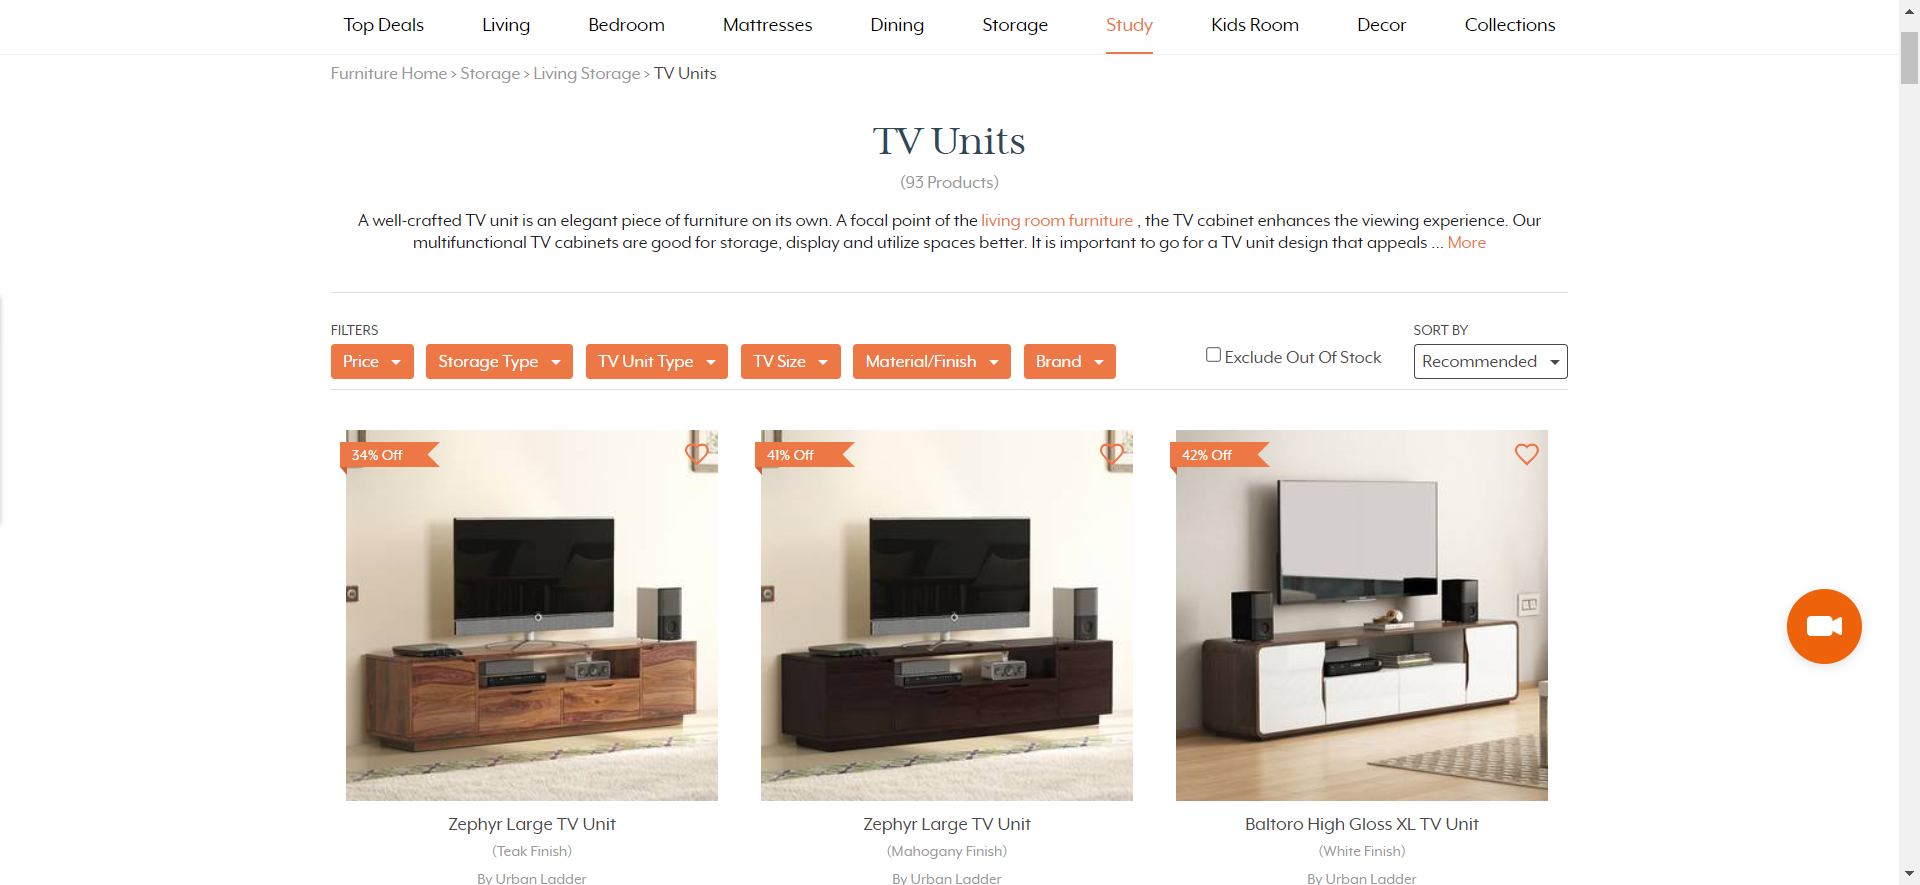 Top Deals Living Bedroom Mattresses Dining Storage Study Kids Room Decor Collections
Furniture Home > Storage > Living Storage > TV Units
TV Units
(93 Products)
A well-crafted TV unit is an elegant piece of furniture on its own. A focal point of the living room furniture , the TV cabinet enhances the viewing experience. Our
multifunctional TV cabinets are good for storage, display and utilize spaces better. It is important to go for a TV unit design that appeals ... More
FILTERS
SORT BY
Price Storage Type TV Unit Type TV Size Material/Finish Brand Exclude Out Of Stock Recommended
34% Off
41% Off
42% Off
Zephyr Large TV Unit
(Teak Finish)
By Urban Ladder
Zephyr Large TV Unit
(Mahogany Finish)
By Urban Ladder
Baltoro High Gloss XL TV Unit
(White Finish)
By Urban Ladder